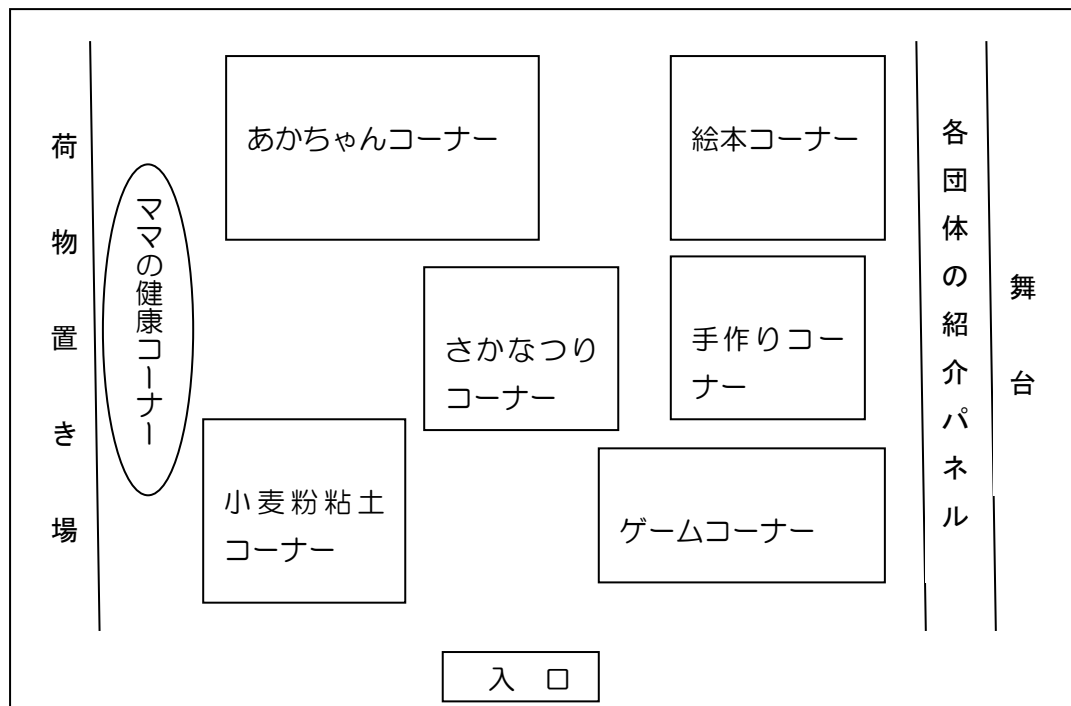 荷物置き場
ママの健康コーナー
あかちゃんコーナー
絵本コーナー
さかなつり
コーナー
手作りコー
ナー
小麦粉粘土
コーナー
ゲームコーナー
各団体の紹介パネル
舞台
入 口